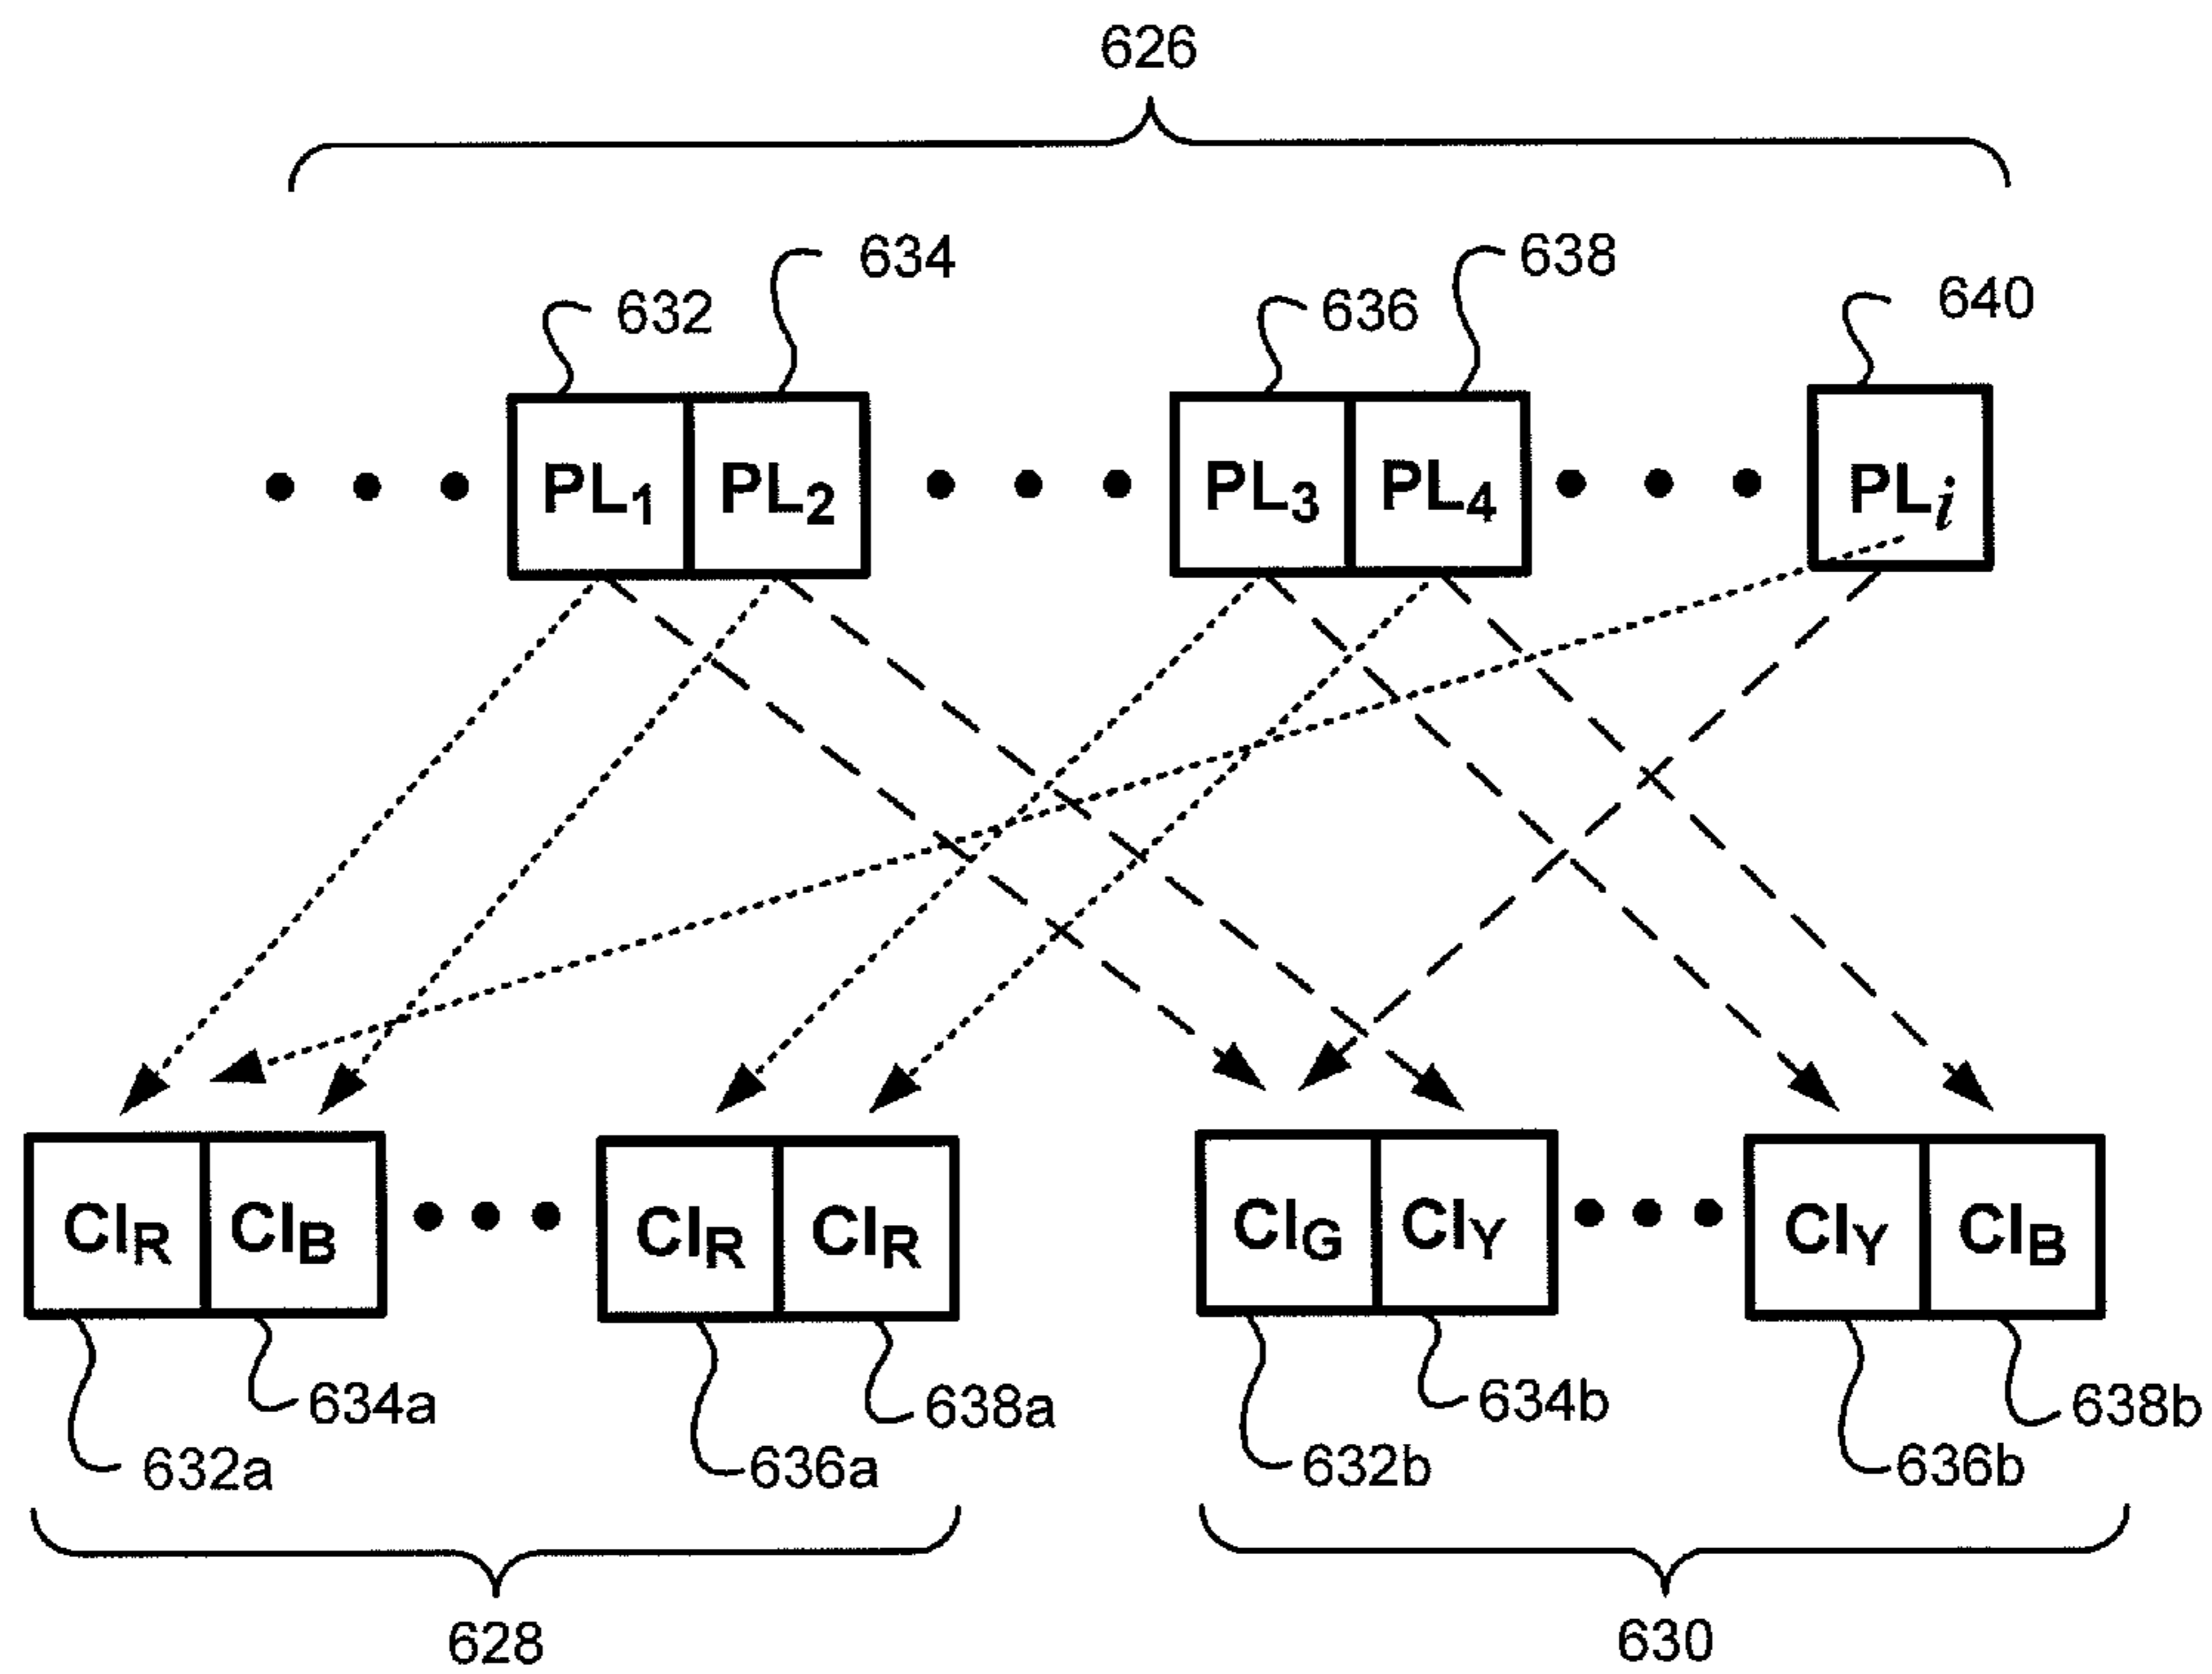 626
634 638
632 636 640
PL1 PL2 PL3 PL4 PLi
CIR CIB CIR CIR CIG CIY CIY CIB
634a 638a 634b 638b
632a 636a 632b 636b
628 630